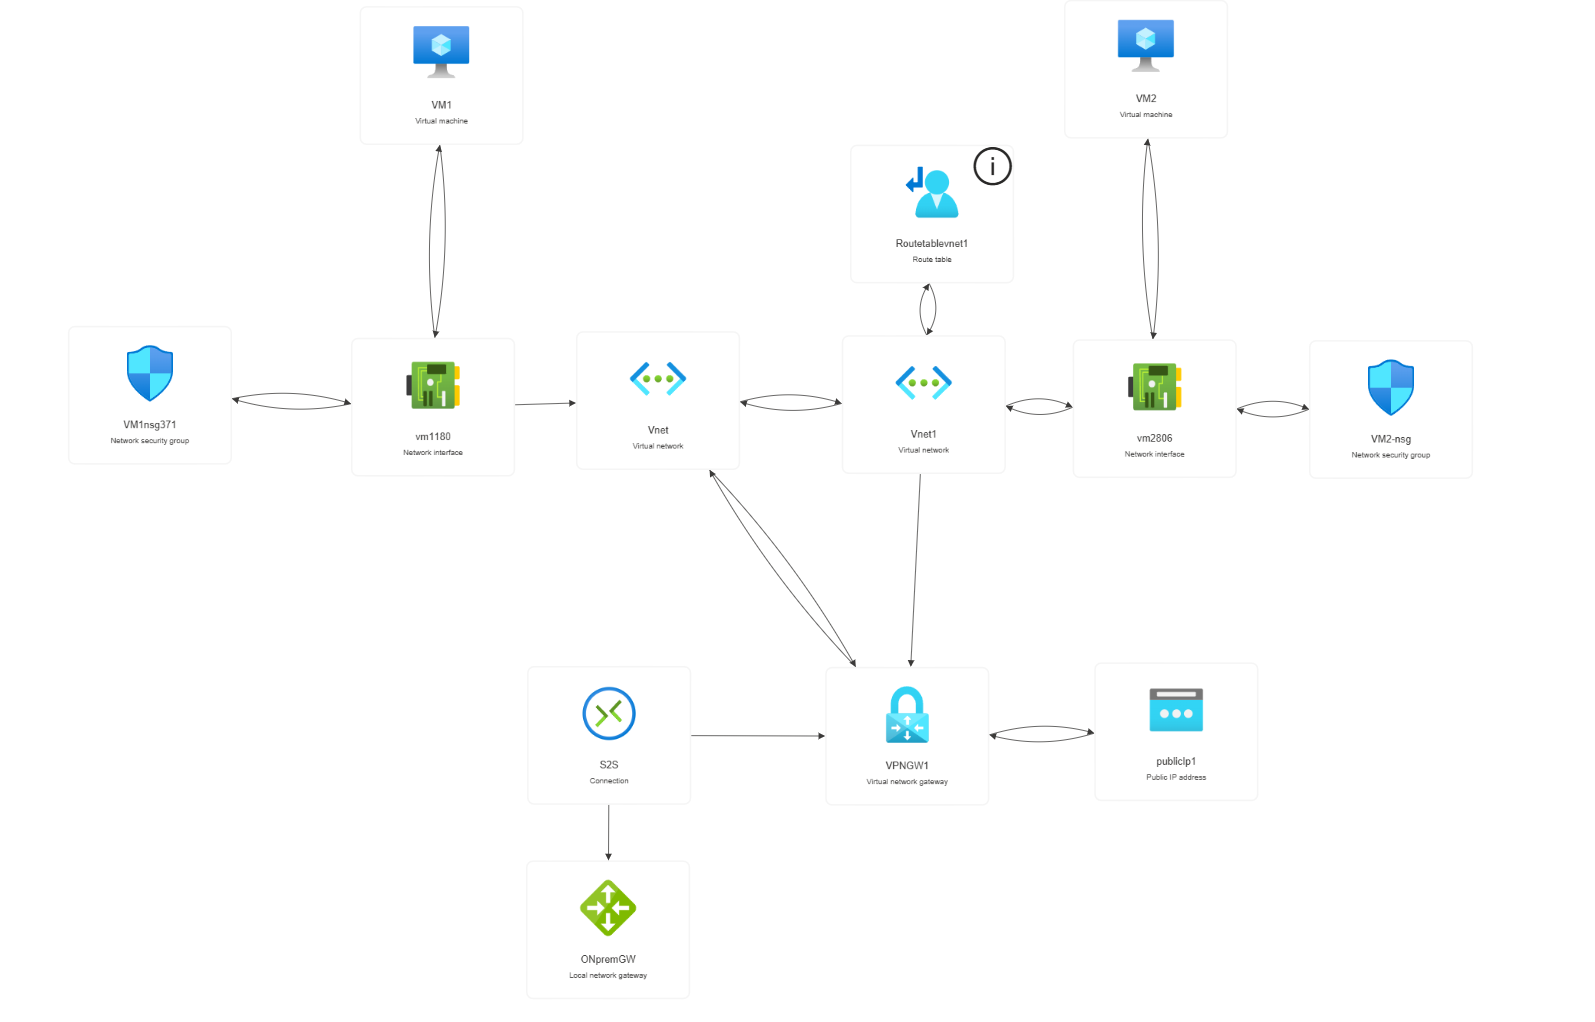 VM1
Virtual machine
VM2
Virtual machine
i
Routetablevnet1
Route table
VM1nsg371
Network security group
vm1180
Network interface
Vnet
Virtual network
Vnet1
Virtual network
vm2806
Network interface
VM2-nsg
Network security group
S2S
Connection
VPNGW1
Virtual network gateway
publicIp1
Public IP address
ONpremGW
Local network gateway